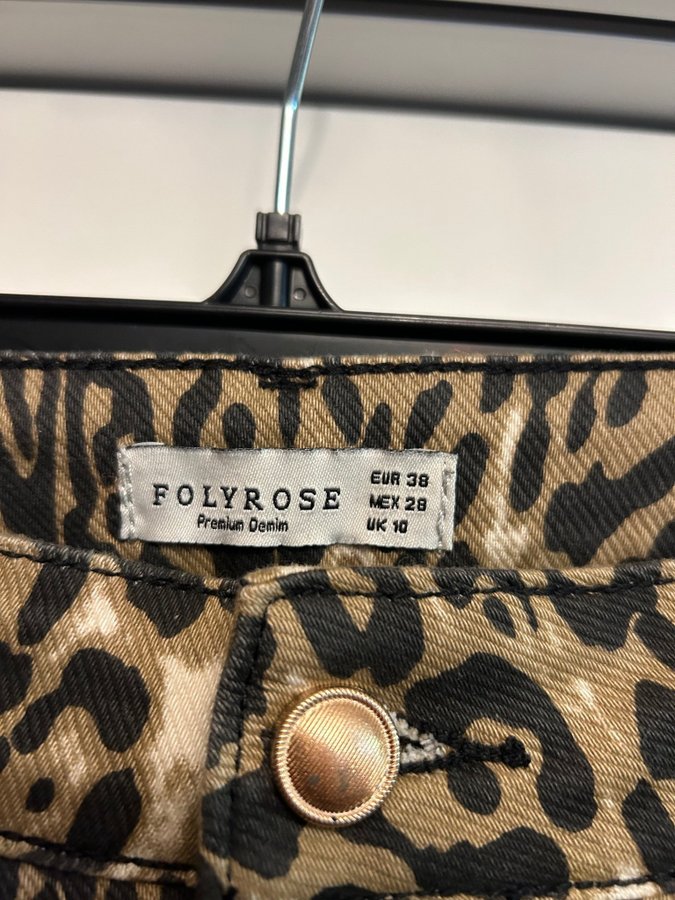 FOLYROSE
Premium Denim
EUR 38
MEX 28
UK 10